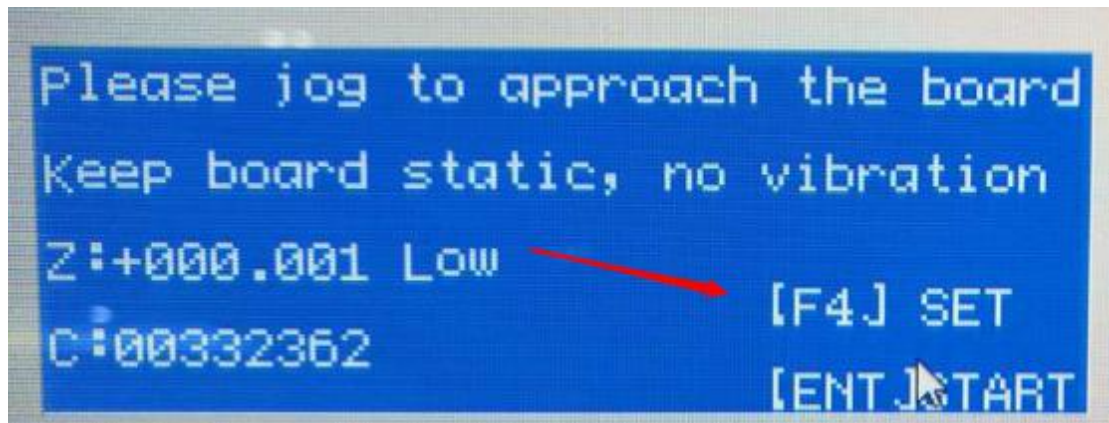 Please jog to approach the board
Keep board static, no vibration
Z:+000.001 Low
[F4] SET
C:00332362
[ENT]START